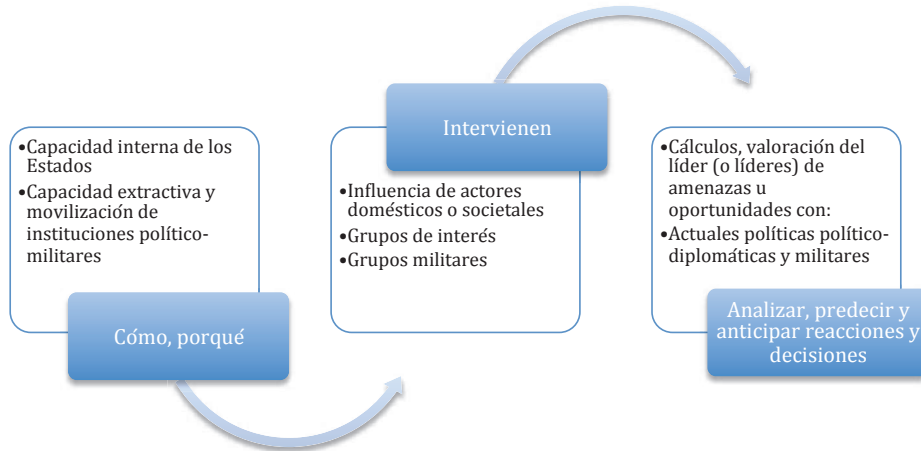 •Capacidad interna de los
Estados
•Capacidad extractiva y
movilización de
instituciones político-
militares
Cómo, porqué
Intervienen
•Influencia de actores
domésticos o societales
•Grupos de interés
•Grupos militares
•Cálculos, valoración del
líder (o líderes) de
amenazas u
oportunidades con:
•Actuales políticas político-
diplomáticas y militares
Analizar, predecir y
anticipar reacciones y
decisiones